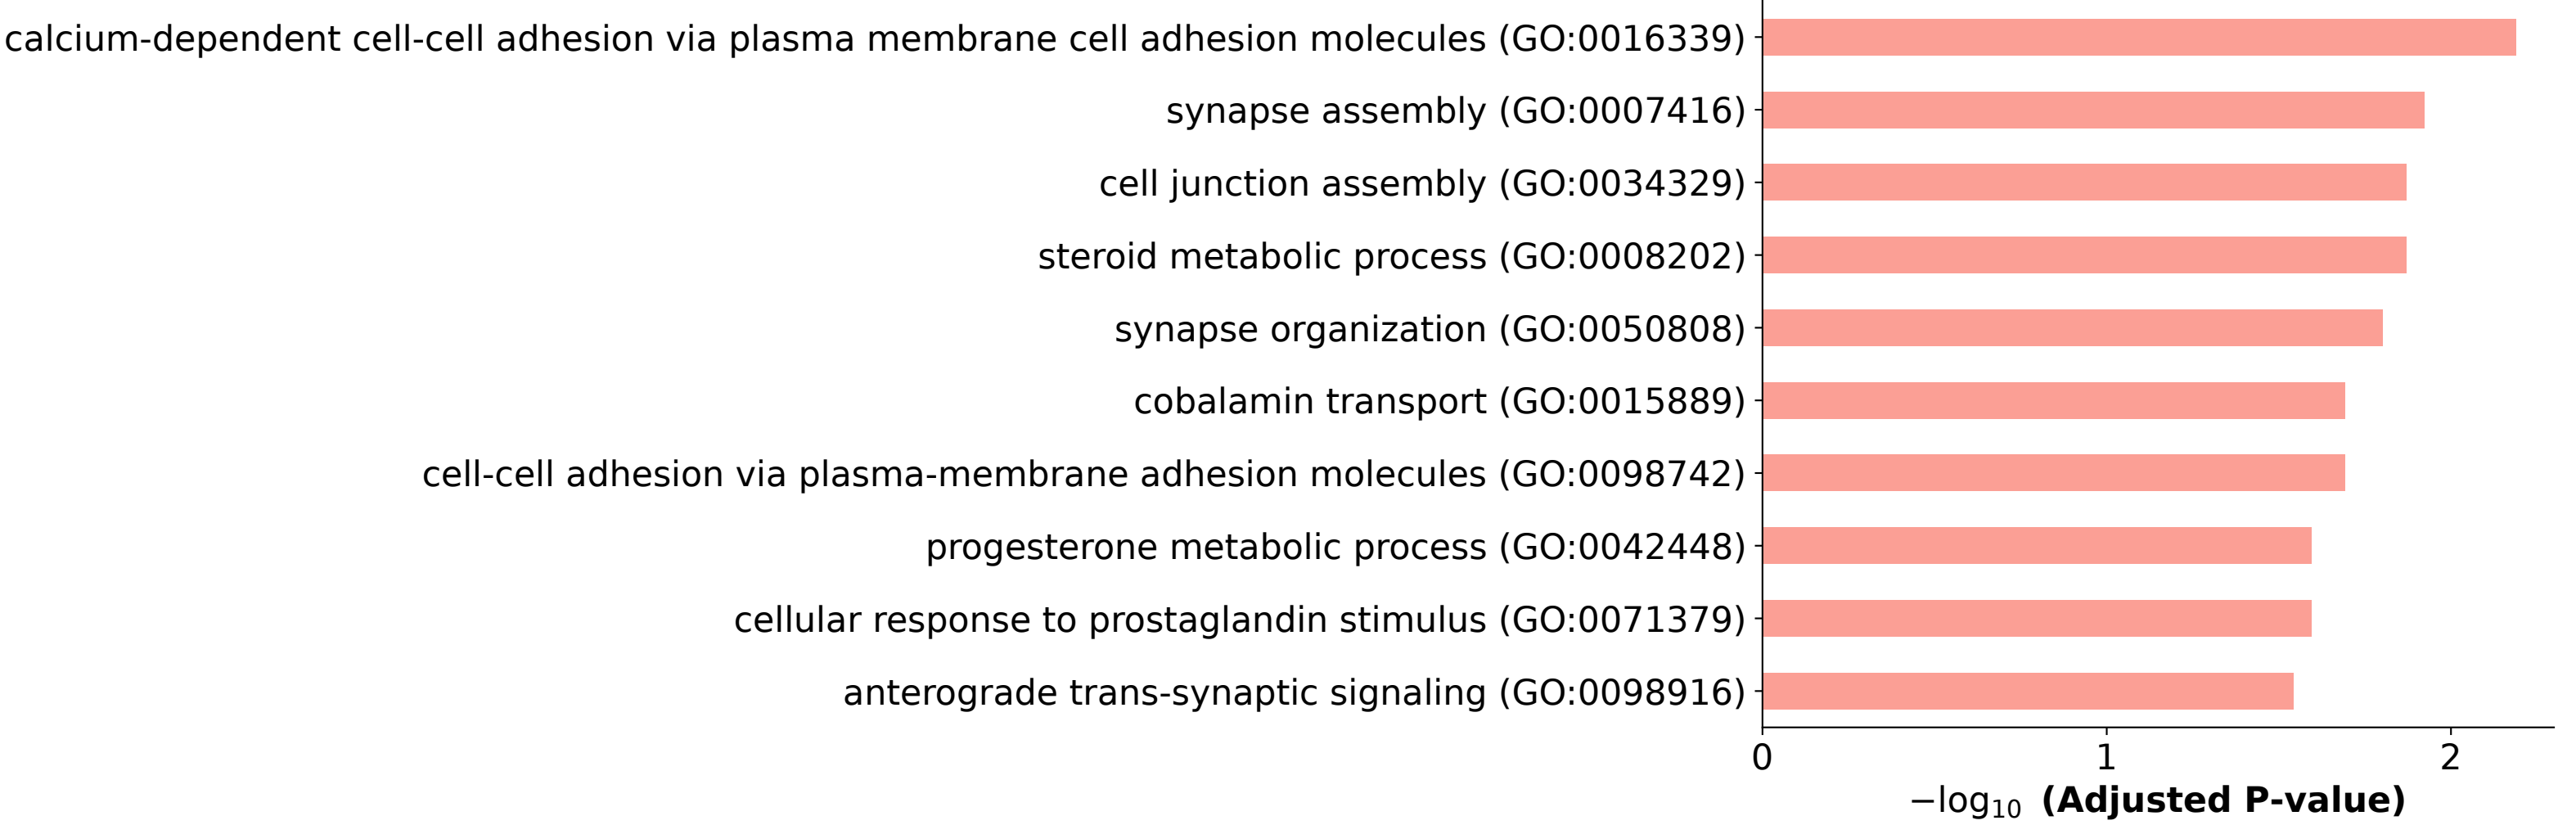 calcium-dependent cell-cell adhesion via plasma membrane cell adhesion molecules (GO:0016339)
synapse assembly (GO:0007416)
cell junction assembly (GO:0034329)
steroid metabolic process (GO:0008202)
synapse organization (GO:0050808)
cobalamin transport (GO:0015889)
cell-cell adhesion via plasma-membrane adhesion molecules (GO:0098742)
progesterone metabolic process (GO:0042448)
cellular response to prostaglandin stimulus (GO:0071379)
anterograde trans-synaptic signaling (GO:0098916)
0 1 2
−log₁₀ (Adjusted P-value)